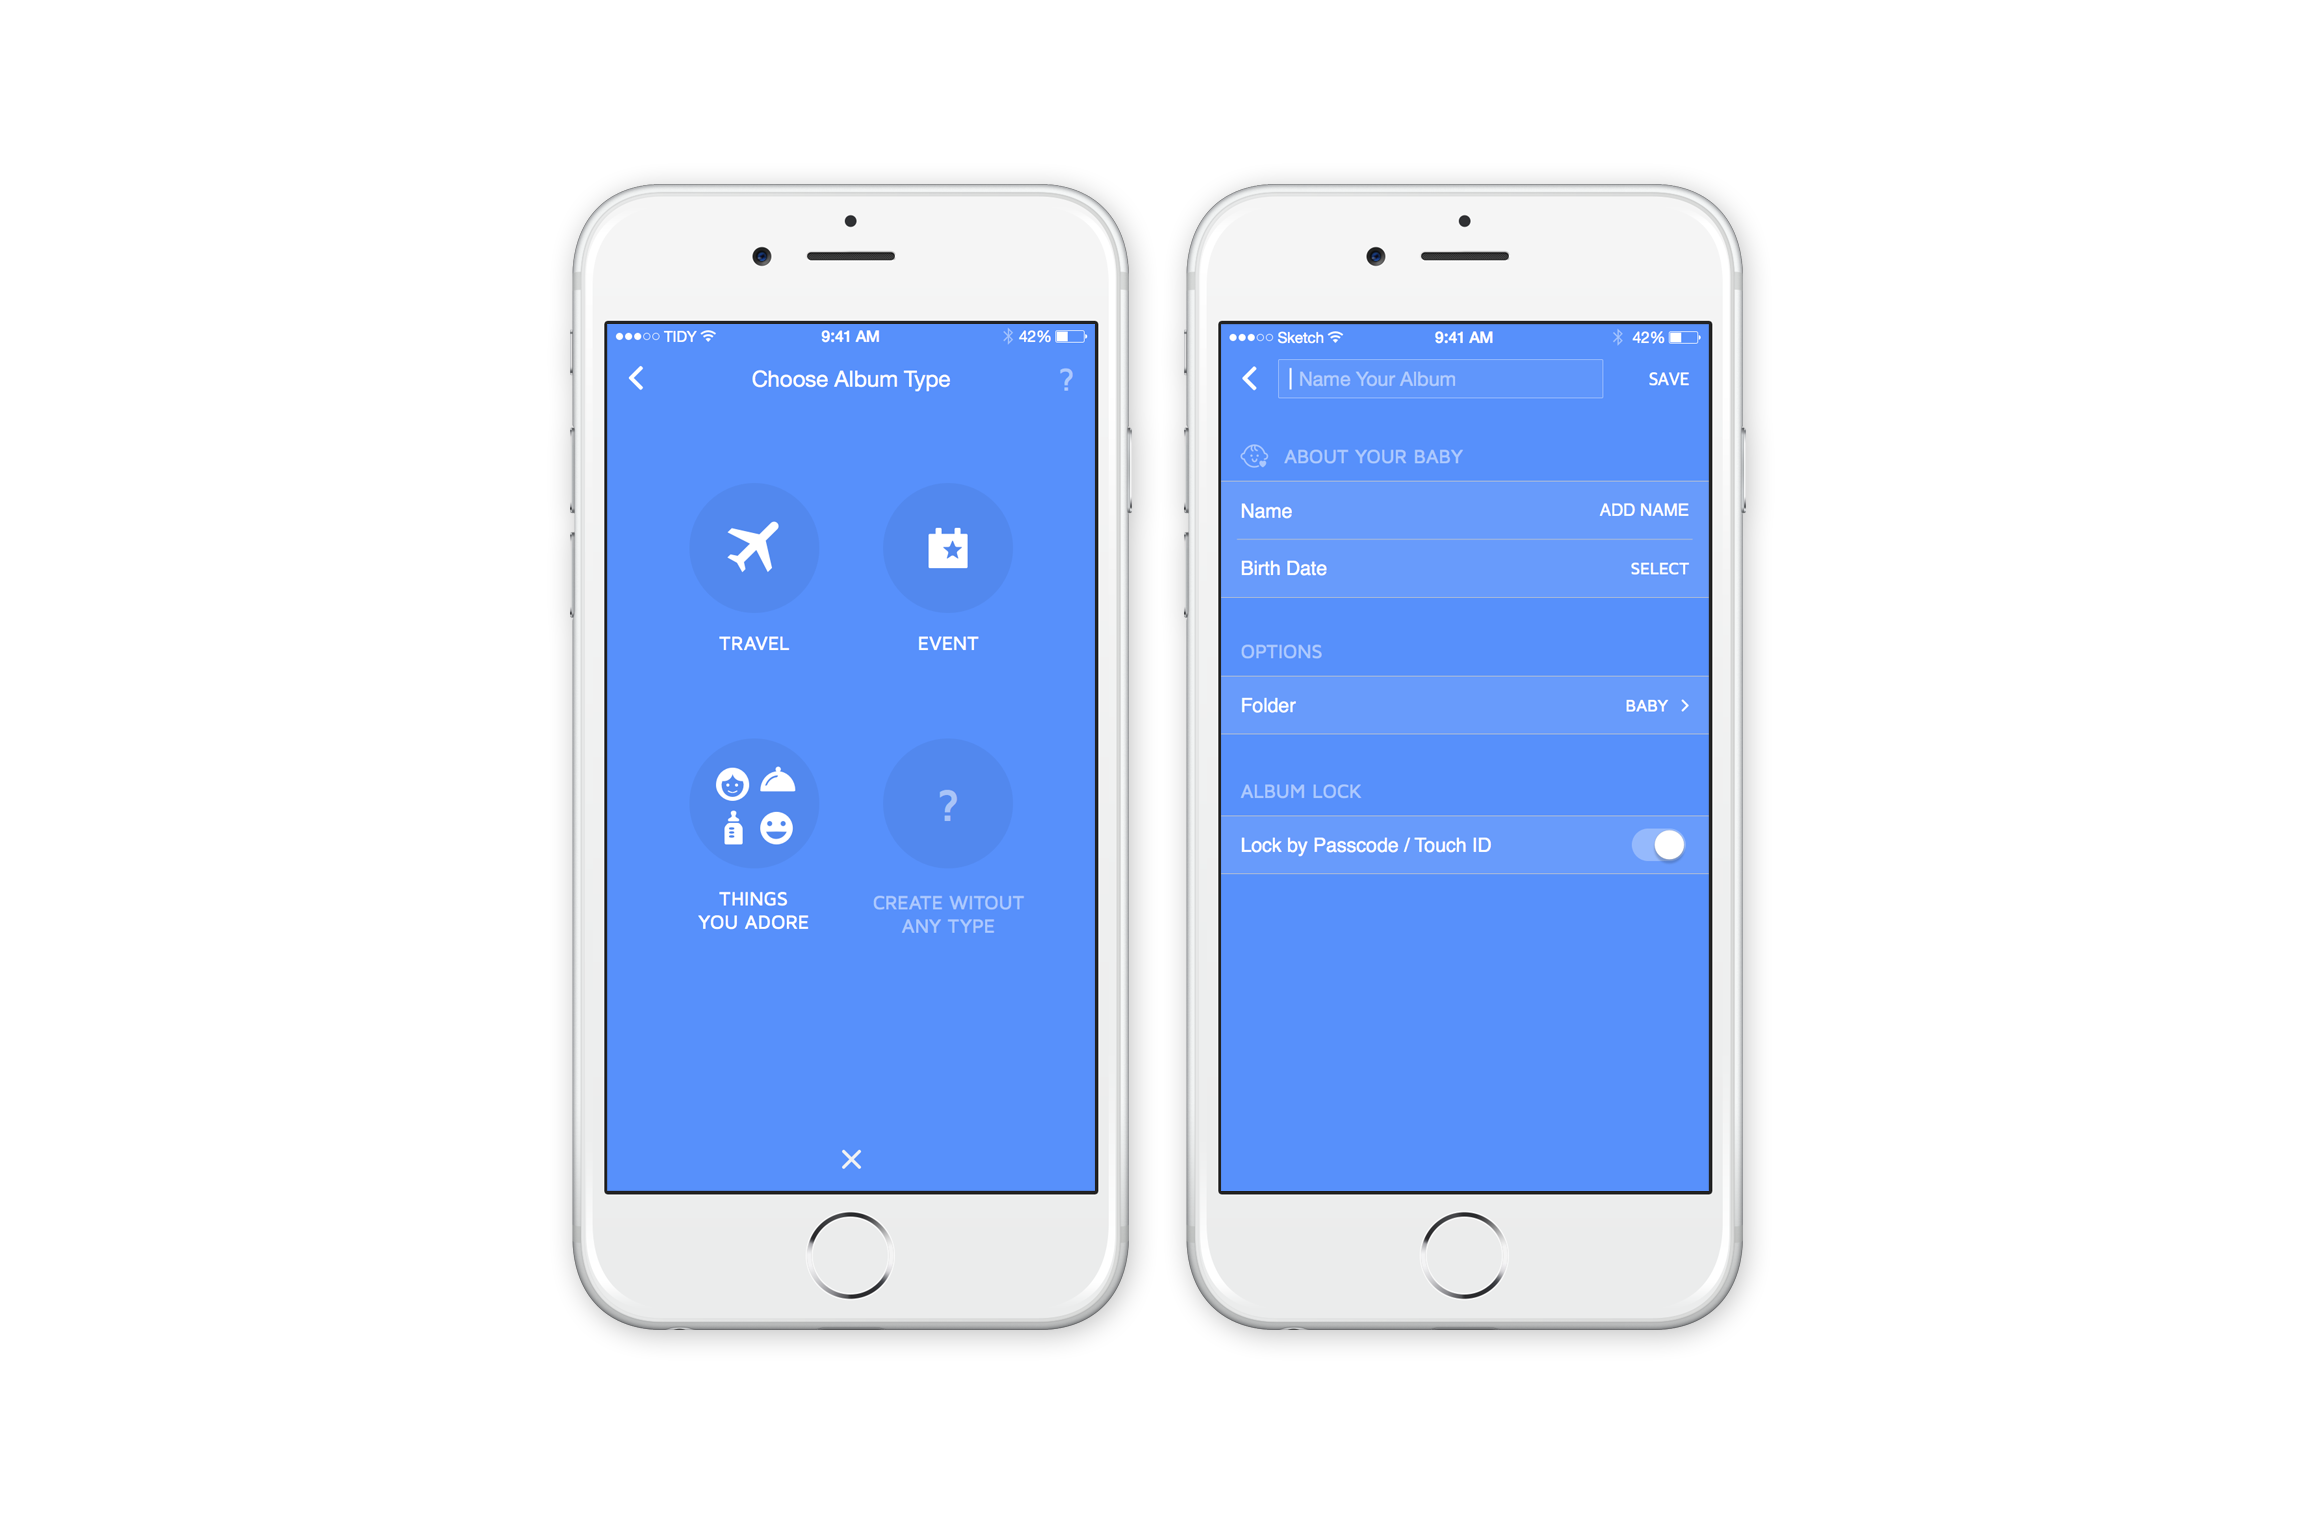 TIDY 9:41 AM 42%
Choose Album Type ?
TRAVEL EVENT
?
THINGS
YOU ADORE
CREATE WITOUT
ANY TYPE
Sketch 9:41 AM 42%
Name Your Album SAVE
ABOUT YOUR BABY
Name ADD NAME
Birth Date SELECT
OPTIONS
Folder BABY >
ALBUM LOCK
Lock by Passcode / Touch ID